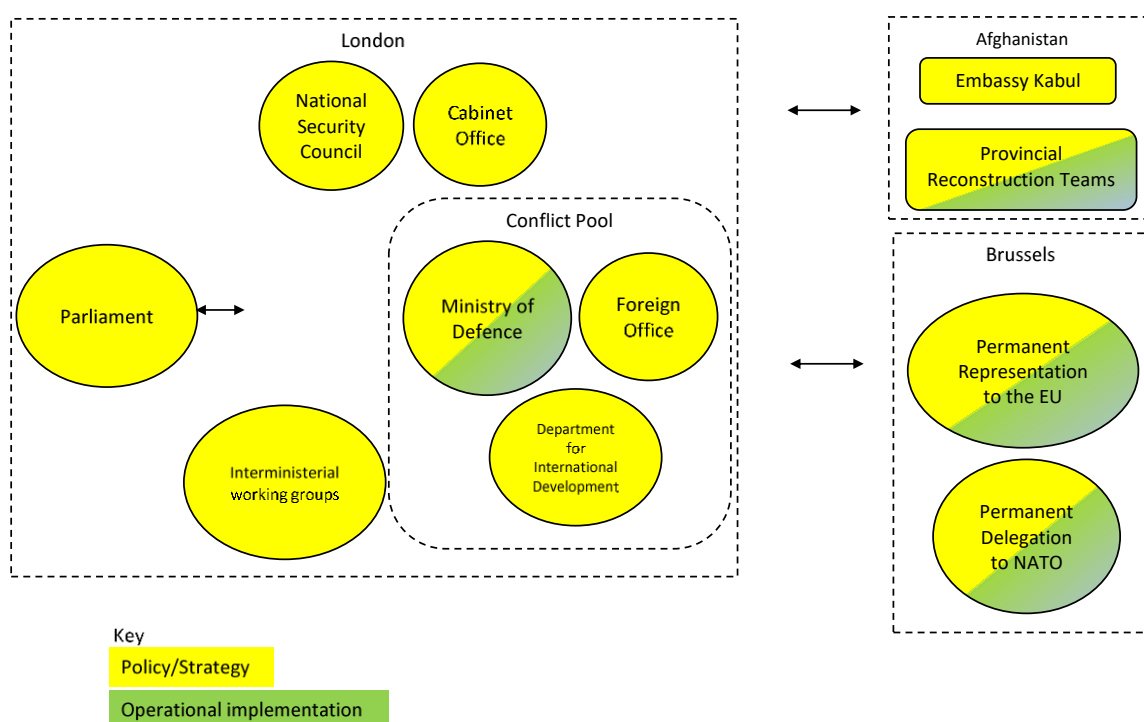 London
National
Security
Council
Cabinet
Office
Conflict Pool
Ministry of
Defence
Foreign
Office
Parliament
Department
for
International
Development
Interministerial
working groups
Afghanistan
Embassy Kabul
Provincial
Reconstruction Teams
Brussels
Permanent
Representation
to the EU
Permanent
Delegation
to NATO
Key
Policy/Strategy
Operational implementation